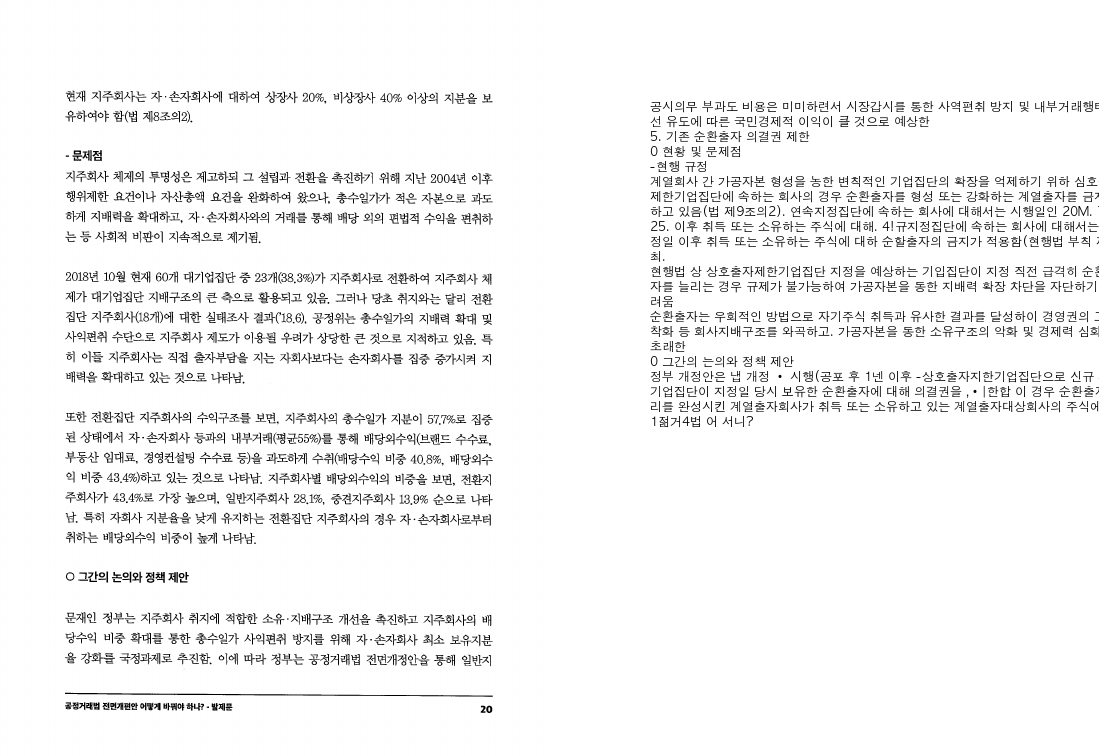 현재 지주회사는 자·손자회사에 대하여 상장사 20%, 비상장사 40% 이상의 지분을 보
유하여야 함(법 제8조의2).
- 문제점
지주회사 체제의 투명성은 제고하되 그 설립과 전환을 촉진하기 위해 지난 2004년 이후
행위제한 요건이나 자산총액 요건을 완화하여 왔으나, 총수일가가 적은 자본으로 과도
하게 지배력을 확대하고, 자·손자회사와의 거래를 통해 배당 외의 편법적 수익을 편취하
는 등 사회적 비판이 지속적으로 제기됨.
2018년 10월 현재 60개 대기업집단 중 23개(38.3%)가 지주회사로 전환하여 지주회사 체
제가 대기업집단 지배구조의 큰 축으로 활용되고 있음. 그러나 당초 취지와는 달리 전환
집단 지주회사(18개)에 대한 실태조사 결과('18.6), 공정위는 총수일가의 지배력 확대 및
사익편취 수단으로 지주회사 제도가 이용될 우려가 상당한 것으로 지적하고 있음. 특
히 이들 지주회사는 직접 출자부담을 지는 자회사보다는 손자회사를 집중 증가시켜 지
배력을 확대하고 있는 것으로 나타남.
또한 전환집단 지주회사의 수익구조를 보면, 지주회사의 총수일가 지분이 57.7%로 집중
된 상태에서 자·손자회사 등과의 내부거래(평균55%)를 통해 배당외수익(브랜드 수수료,
부동산 임대료, 경영컨설팅 수수료 등)을 과도하게 수취(배당수익 비중 40.8%, 배당외수
익 비중 43.4%)하고 있는 것으로 나타남. 지주회사별 배당외수익의 비중을 보면, 전환지
주회사가 43.4%로 가장 높으며, 일반지주회사 28.1%, 중견지주회사 13.9% 순으로 나타
남. 특히 자회사 지분율을 낮게 유지하는 전환집단 지주회사의 경우 자·손자회사로부터
취하는 배당외수익 비중이 높게 나타남.
○ 그간의 논의와 정책 제안
문재인 정부는 지주회사 취지에 적합한 소유·지배구조 개선을 촉진하고 지주회사의 배
당수익 비중 확대를 통한 총수일가 사익편취 방지를 위해 자·손자회사 최소 보유지분
율 강화를 국정과제로 추진함. 이에 따라 정부는 공정거래법 전면개정안을 통해 일반지
공정거래법 전면개편안 어떻게 바꿔야 하나? - 발제문
20
공시의무 부과도 비용은 미미하련서 시장갑시를 통한 사역편취 방지 및 내부거래행
선 유도에 따른 국민경제적 이익이 클 것으로 예상한
5. 기존 순환출자 의결권 제한
0 현황 및 문제점
-현행 규정
계열회사 간 가공자본 형성을 농한 변칙적인 기업집단의 확장을 억제하기 위하 심호
제한기업집단에 속하는 회사의 경우 순환출자를 형성 또는 강화하는 계열출자를 금
하고 있음(법 제9조의2). 연속지정집단에 속하는 회사에 대해서는 시행일인 20M.
25. 이후 취득 또는 소유하는 주식에 대해. 4!규지정집단에 속하는 회사에 대해서는
정일 이후 취득 또는 소유하는 주식에 대하 순할출자의 금지가 적용함(현행법 부칙
최.
현행법 상 상호출자제한기업집단 지정을 예상하는 기입집단이 지정 직전 급격히 순
자를 늘리는 경우 규제가 불가능하여 가공자본을 동한 지배력 확장 차단을 자단하기
려움
순환출자는 우회적인 방법으로 자기주식 취득과 유사한 결과를 달성하이 경영권의
착화 등 회사지배구조를 와곡하고. 가공자본을 동한 소유구조의 악화 및 경제력 심
초래한
0 그간의 논의와 정책 제안
정부 개정안은 냅 개정 • 시행(공포 후 1넨 이후 -상호출자지한기업집단으로 신규
기업집단이 지정일 당시 보유한 순환출자에 대해 의결권을 , • |한합 이 경우 순환출
리를 완성시킨 계열출자회사가 취득 또는 소유하고 있는 계열출자대상회사의 주식에
1젊거4법 어 서니?